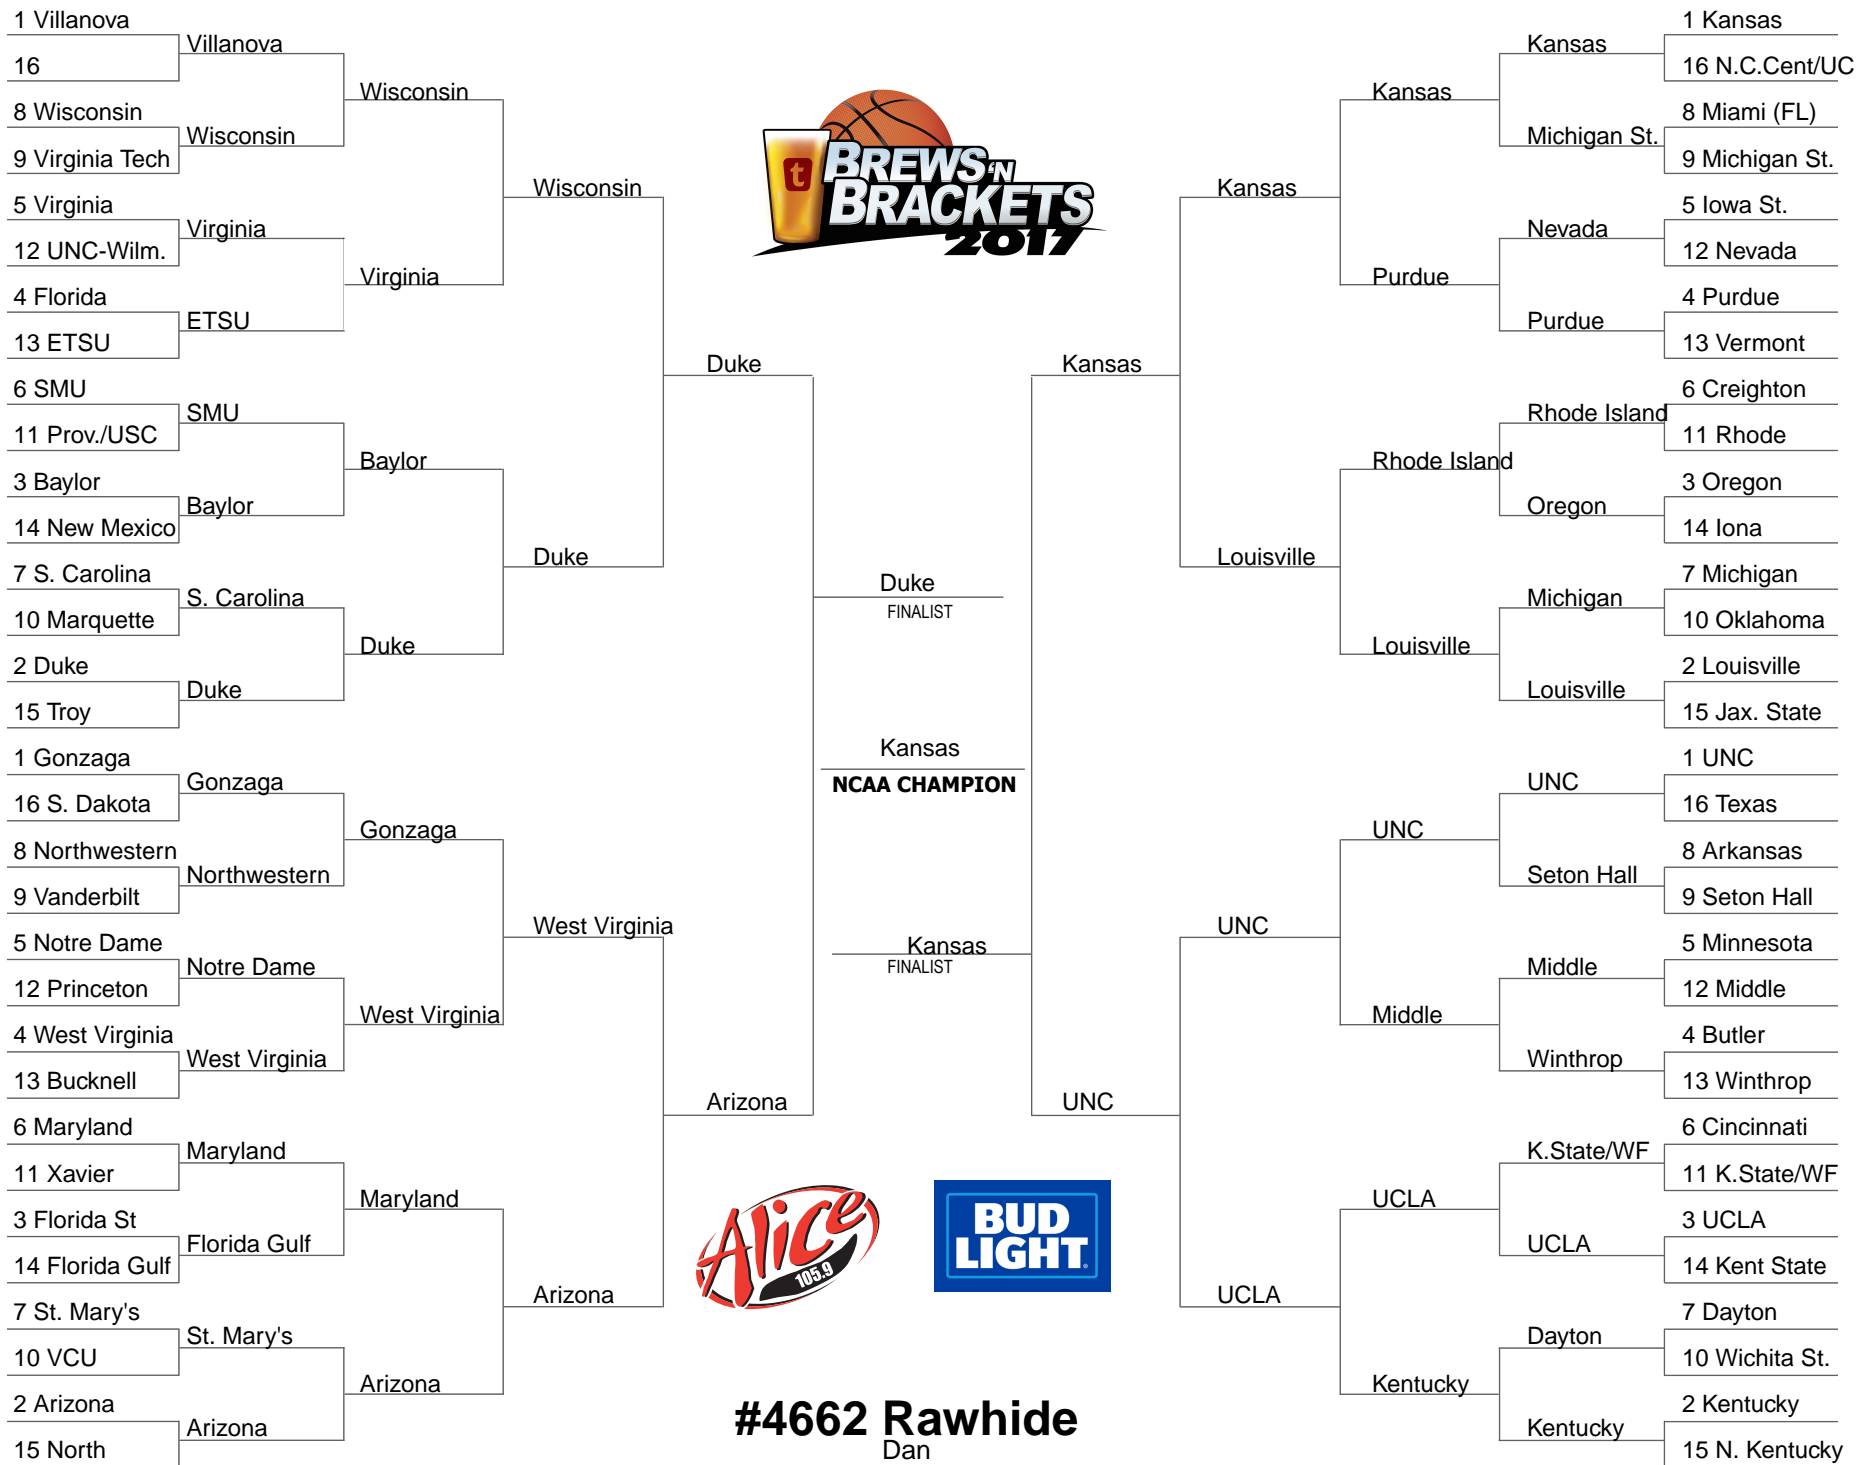 1 Villanova
16
8 Wisconsin
9 Virginia Tech
5 Virginia
12 UNC-Wilm.
4 Florida
13 ETSU
6 SMU
11 Prov./USC
3 Baylor
14 New Mexico
7 S. Carolina
10 Marquette
2 Duke
15 Troy
1 Gonzaga
16 S. Dakota
8 Northwestern
9 Vanderbilt
5 Notre Dame
12 Princeton
4 West Virginia
13 Bucknell
6 Maryland
11 Xavier
3 Florida St
14 Florida Gulf
7 St. Mary's
10 VCU
2 Arizona
15 North
Villanova
Wisconsin
Virginia
ETSU
SMU
Baylor
S. Carolina
Duke
Gonzaga
Northwestern
Notre Dame
West Virginia
Maryland
Florida Gulf
St. Mary's
Arizona
Wisconsin
Virginia
Baylor
Duke
Gonzaga
West Virginia
Maryland
Arizona
Wisconsin
Duke
West Virginia
Arizona
Duke
Arizona
t
BREWS 'N
BRACKETS
2017
Duke
FINALIST
Kansas
NCAA CHAMPION
Kansas
FINALIST
Alice
105.9
BUD
LIGHT
#4662 Rawhide
Dan
Kansas
UNC
Kansas
Louisville
UNC
UCLA
Kansas
Purdue
Rhode Island
Louisville
UNC
Middle
UCLA
Kentucky
Kansas
Michigan St.
Nevada
Purdue
Rhode Island
Oregon
Michigan
Louisville
UNC
Seton Hall
Middle
Winthrop
K.State/WF
UCLA
Dayton
Kentucky
1 Kansas
16 N.C.Cent/UC
8 Miami (FL)
9 Michigan St.
5 Iowa St.
12 Nevada
4 Purdue
13 Vermont
6 Creighton
11 Rhode
3 Oregon
14 Iona
7 Michigan
10 Oklahoma
2 Louisville
15 Jax. State
1 UNC
16 Texas
8 Arkansas
9 Seton Hall
5 Minnesota
12 Middle
4 Butler
13 Winthrop
6 Cincinnati
11 K.State/WF
3 UCLA
14 Kent State
7 Dayton
10 Wichita St.
2 Kentucky
15 N. Kentucky